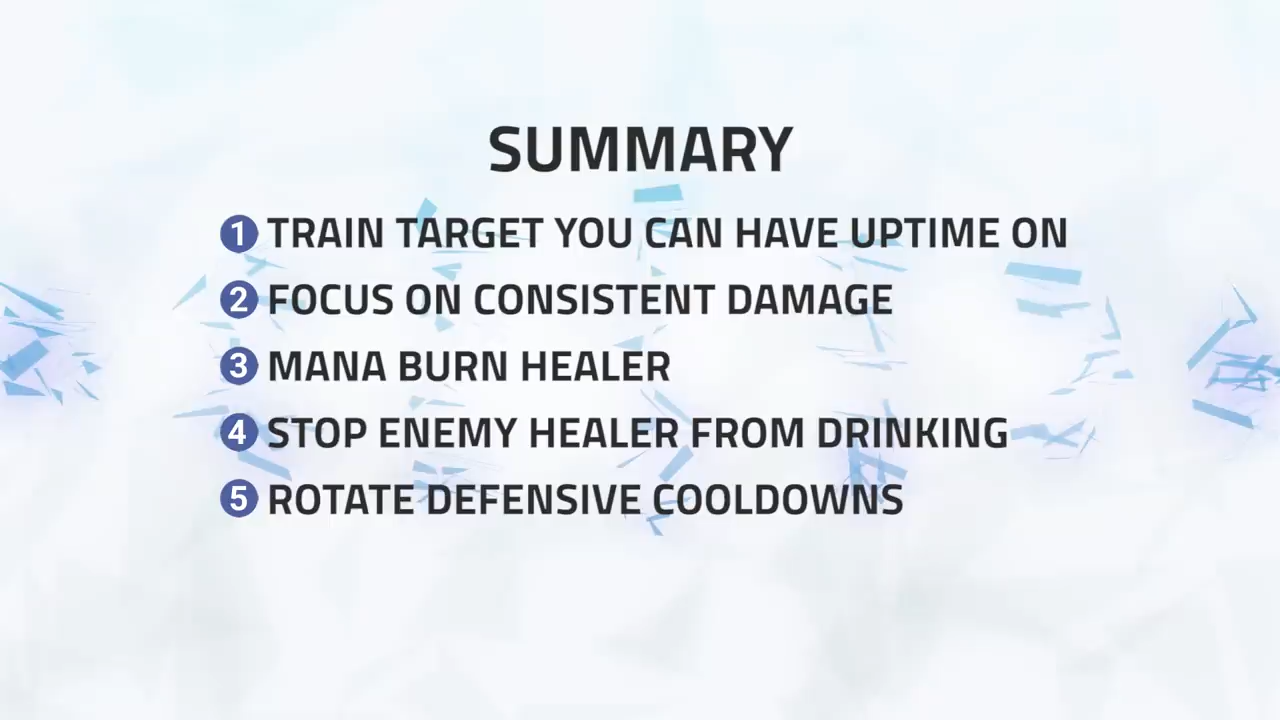 SUMMARY
1 TRAIN TARGET YOU CAN HAVE UPTIME ON
2 FOCUS ON CONSISTENT DAMAGE
3 MANA BURN HEALER
4 STOP ENEMY HEALER FROM DRINKING
5 ROTATE DEFENSIVE COOLDOWNS